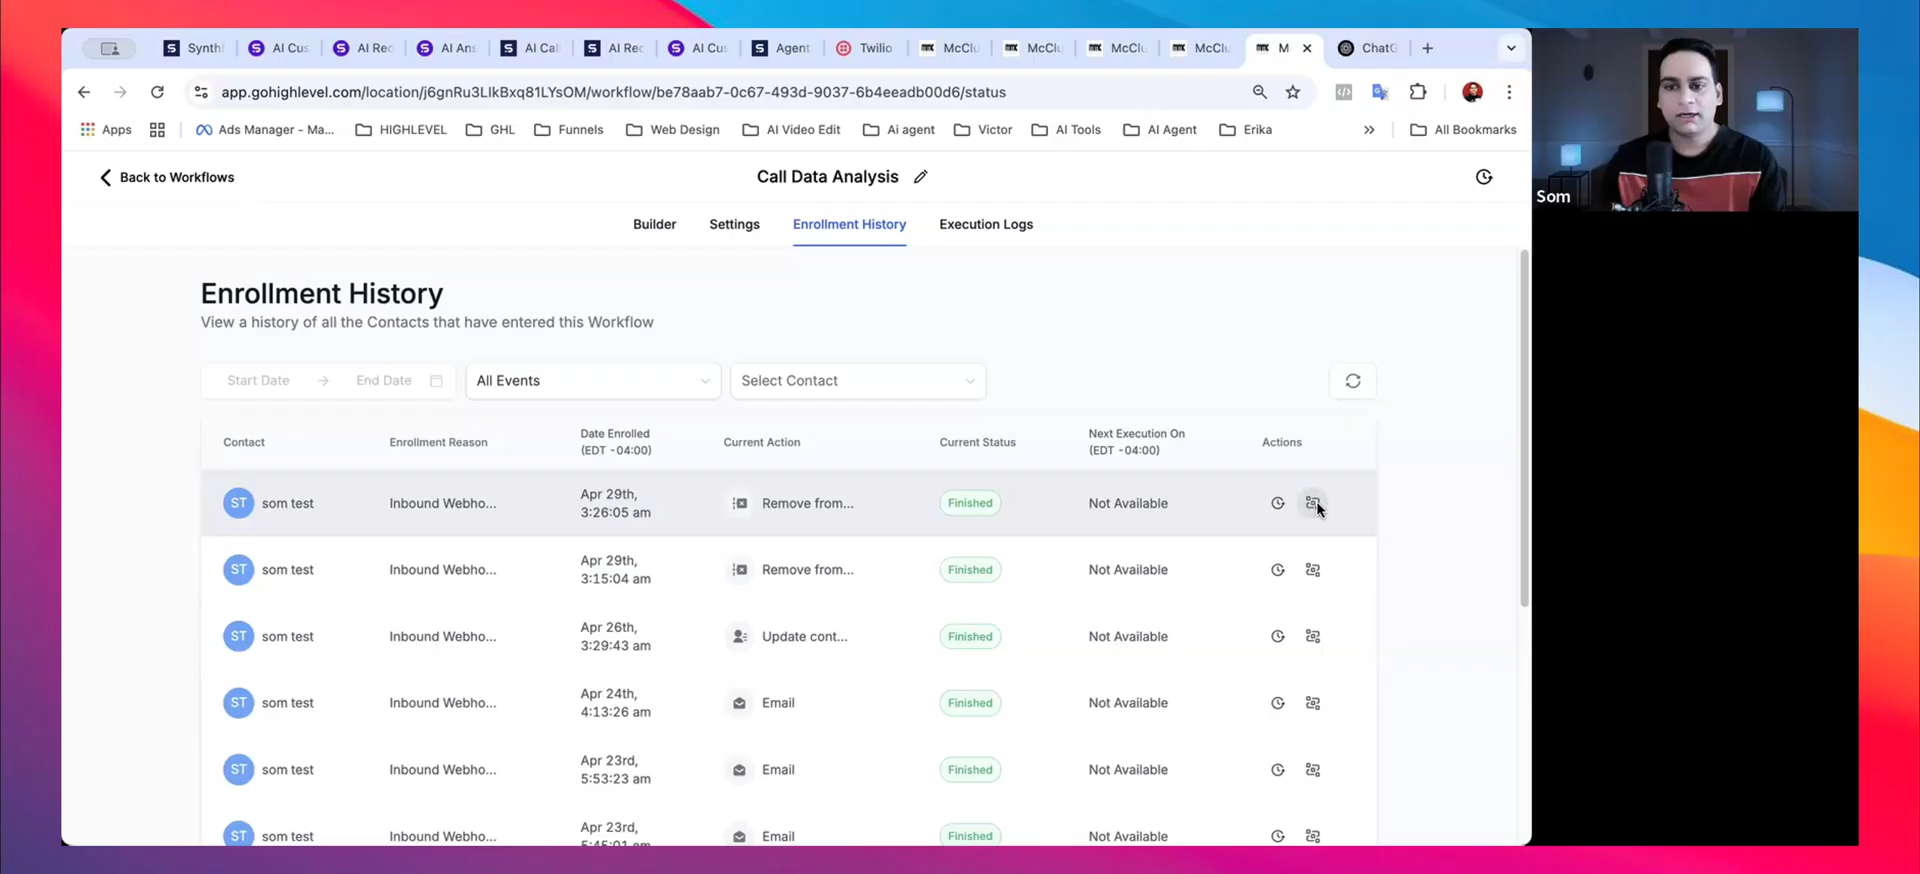 Synthf
AI Cus
AI Rec
AI Ans
AI Cal
AI Rec
AI Cus
Agent
Twilio
McClu
McClu
McClu
McClu
M
ChatG
app.gohighlevel.com/location/j6gnRu3LIkBxq81LYsOM/workflow/be78aab7-0c67-493d-9037-6b4eeadb00d6/status
Apps
Ads Manager - Ma...
HIGHLEVEL
GHL
Funnels
Web Design
AI Video Edit
Ai agent
Victor
AI Tools
AI Agent
Erika
All Bookmarks
Back to Workflows
Call Data Analysis
Som
Builder
Settings
Enrollment History
Execution Logs
Enrollment History
View a history of all the Contacts that have entered this Workflow
Start Date
End Date
All Events
Select Contact
Contact
Enrollment Reason
Date Enrolled
(EDT -04:00)
Current Action
Current Status
Next Execution On
(EDT -04:00)
Actions
ST som test
Inbound Webho...
Apr 29th,
3:26:05 am
Remove from...
Finished
Not Available
ST som test
Inbound Webho...
Apr 29th,
3:15:04 am
Remove from...
Finished
Not Available
ST som test
Inbound Webho...
Apr 26th,
3:29:43 am
Update cont...
Finished
Not Available
ST som test
Inbound Webho...
Apr 24th,
4:13:26 am
Email
Finished
Not Available
ST som test
Inbound Webho...
Apr 23rd,
5:53:23 am
Email
Finished
Not Available
ST som test
Inbound Webho...
Apr 23rd,
5:45:01 am
Email
Finished
Not Available